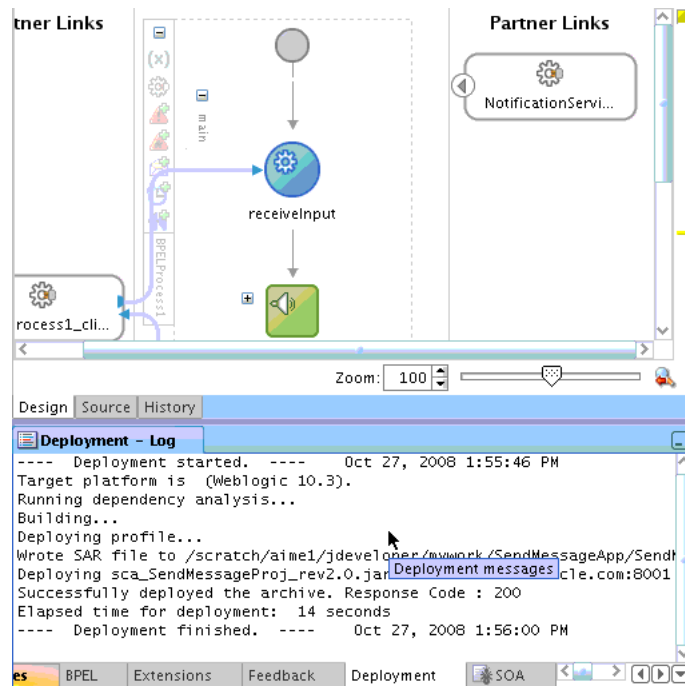 tner Links
Partner Links
(x)
main
NotificationServi...
receiveInput
BPELProcess1
rocess1_cli...
Zoom: 100
Design Source History
Deployment - Log
---- Deployment started. ---- Oct 27, 2008 1:55:46 PM
Target platform is (Weblogic 10.3).
Running dependency analysis...
Building...
Deploying profile...
Wrote SAR file to /scratch/aime1/jdeveloper/mywork/SendMessageApp/Send
Deploying sca_SendMessageProj_rev2.0.jar cle.com:8001
Deployment messages
Successfully deployed the archive. Response Code : 200
Elapsed time for deployment: 14 seconds
---- Deployment finished. ---- Oct 27, 2008 1:56:00 PM
es BPEL Extensions Feedback Deployment SOA